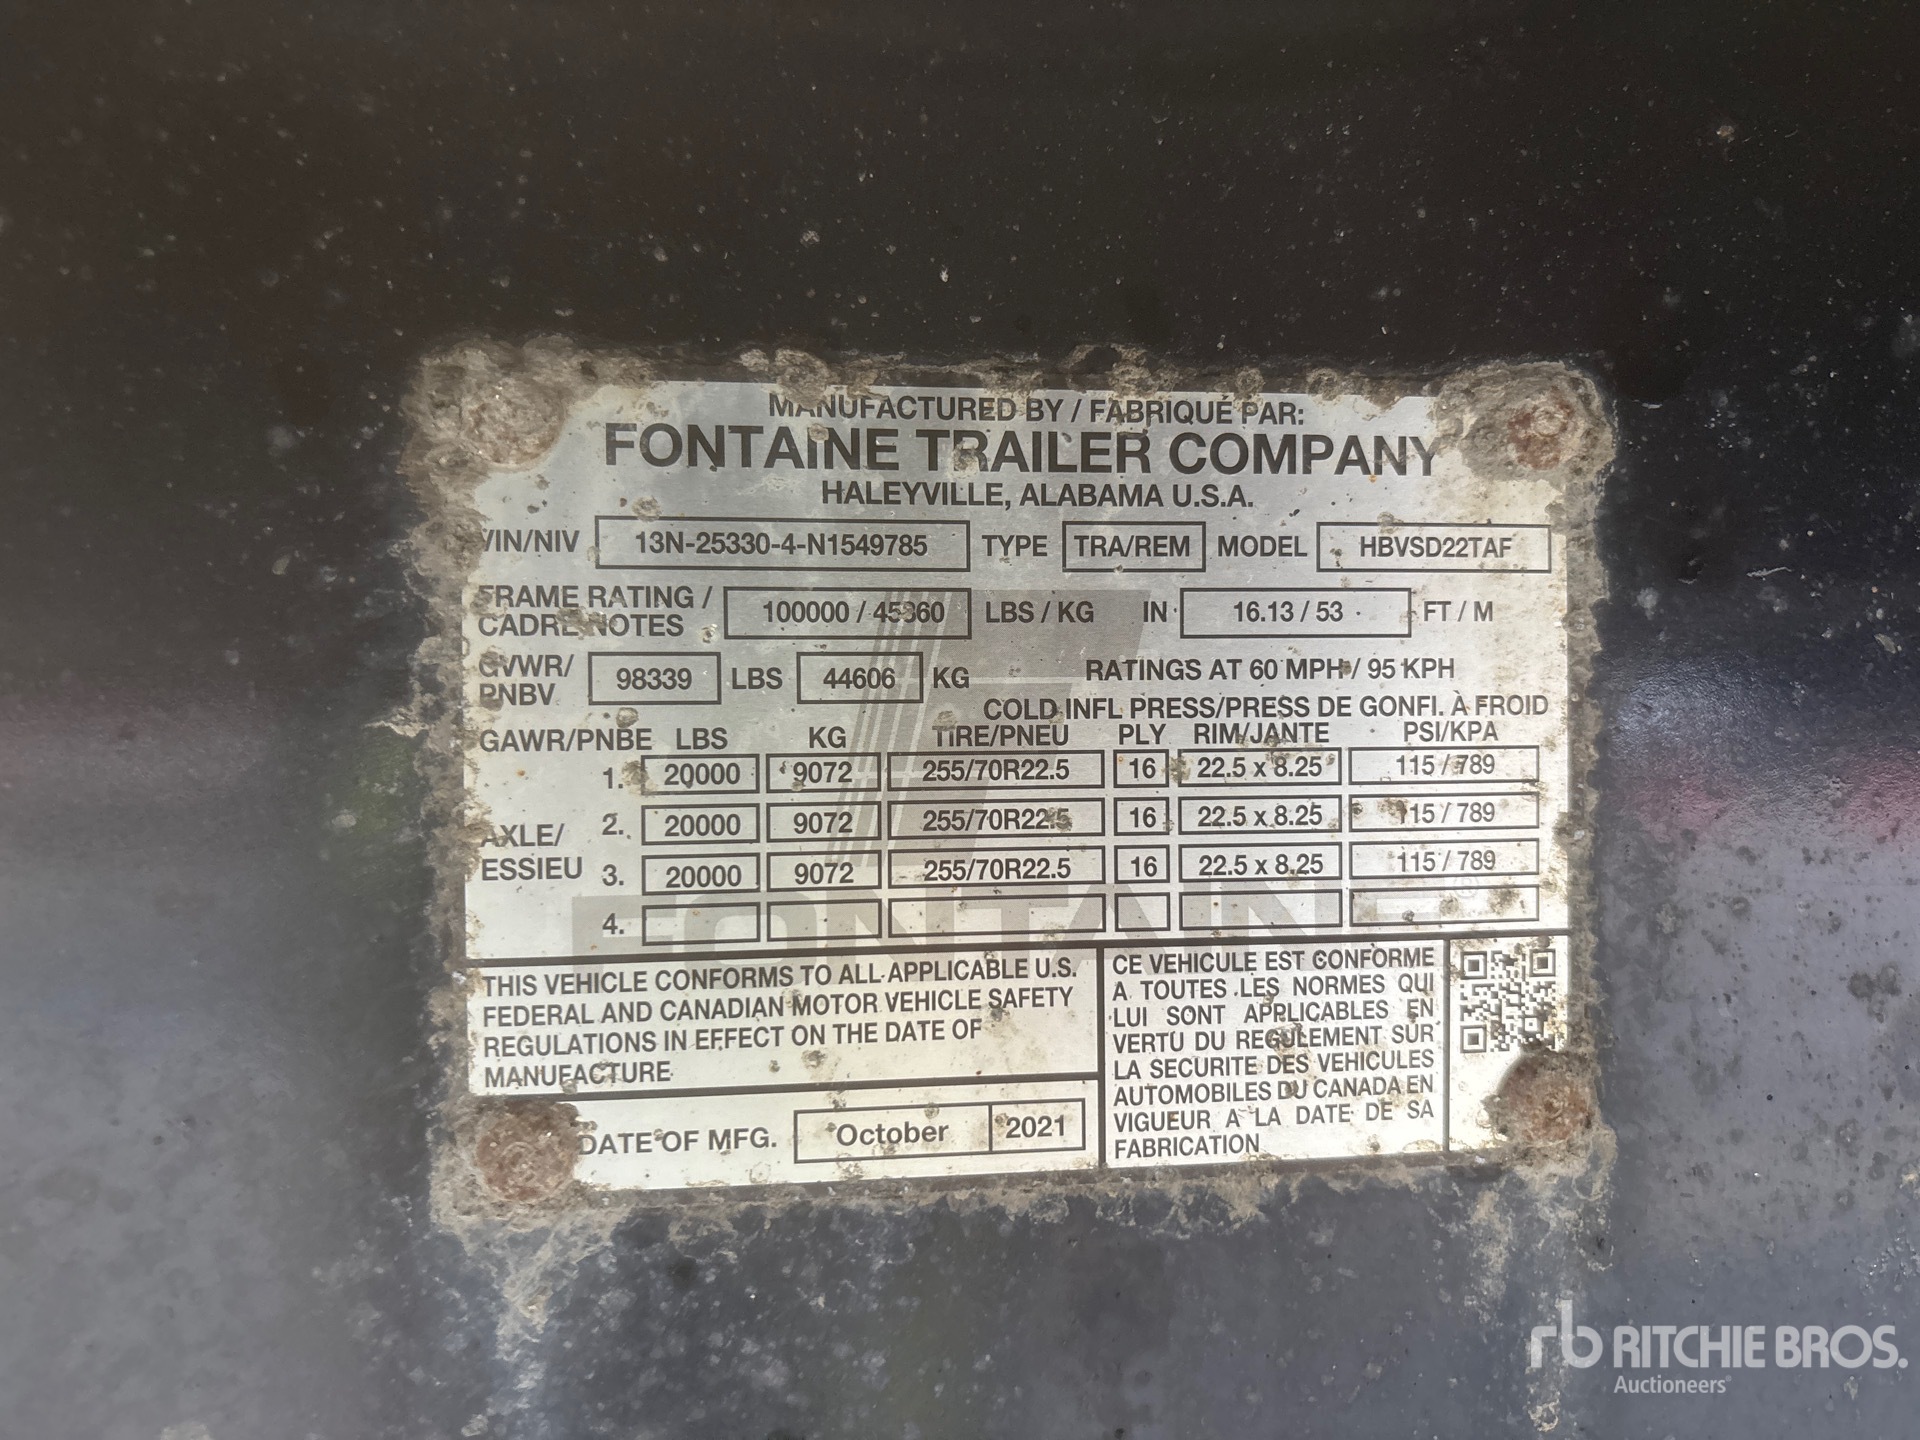 MANUFACTURED BY / FABRIQUÉ PAR:
FONTAINE TRAILER COMPANY
HALEYVILLE, ALABAMA U.S.A.
/IN/NIV 13N-25330-4-N1549785 TYPE TRA/REM MODEL HBVSD22TAF
FRAME RATING / CADRE NOTES 100000 / 45360 LBS / KG IN 16.13 / 53 FT / M
GVWR/ PNBV 98339 LBS 44606 KG RATINGS AT 60 MPH / 95 KPH
COLD INFL PRESS/PRESS DE GONFL. À FROID
GAWR/PNBE LBS KG TIRE/PNEU PLY RIM/JANTE PSI/KPA
AXLE/ ESSIEU
1. 20000 9072 255/70R22.5 16 22.5 x 8.25 115 / 789
2. 20000 9072 255/70R22.5 16 22.5 x 8.25 115 / 789
3. 20000 9072 255/70R22.5 16 22.5 x 8.25 115 / 789
4.
FONTAINE®
THIS VEHICLE CONFORMS TO ALL APPLICABLE U.S.
FEDERAL AND CANADIAN MOTOR VEHICLE SAFETY
REGULATIONS IN EFFECT ON THE DATE OF
MANUFACTURE
DATE OF MFG. October 2021
CE VEHICULE EST CONFORME
A TOUTES LES NORMES QUI
LUI SONT APPLICABLES EN
VERTU DU REGULEMENT SUR
LA SECURITE DES VEHICULES
AUTOMOBILES DU CANADA EN
VIGUEUR A LA DATE DE SA
FABRICATION
rb RITCHIE BROS.
Auctioneers